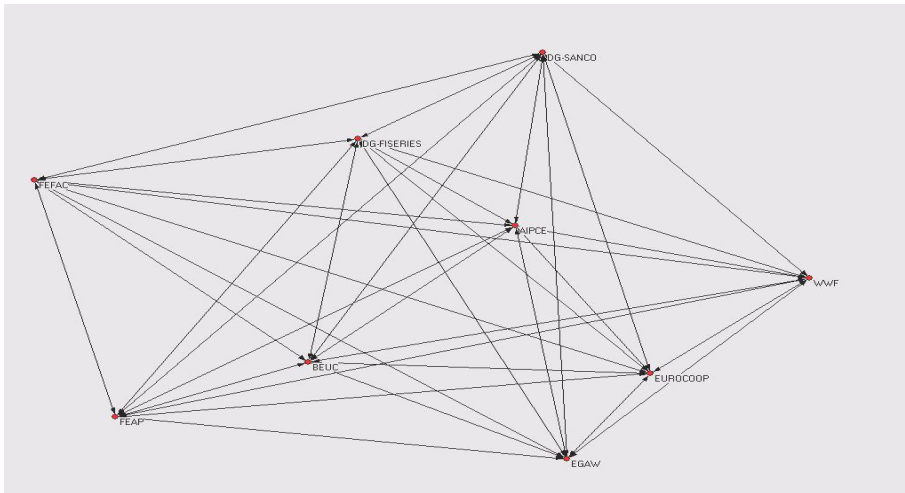 DG-SANCO
DG-FISERIES
FEFAC
AIPCE
WWF
BEUC
EUROCOOP
FEAP
EGAW